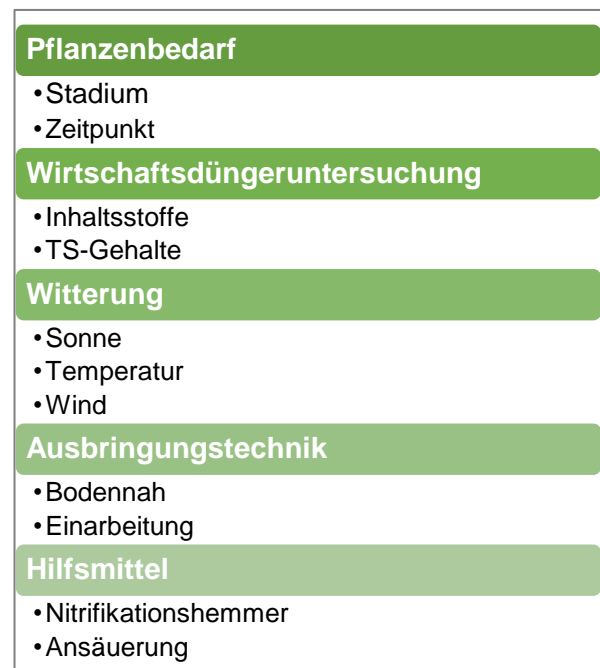 Pflanzenbedarf
•Stadium
•Zeitpunkt
Wirtschaftsdüngeruntersuchung
•Inhaltsstoffe
•TS-Gehalte
Witterung
•Sonne
•Temperatur
•Wind
Ausbringungstechnik
•Bodennah
•Einarbeitung
Hilfsmittel
•Nitrifikationshemmer
•Ansäuerung